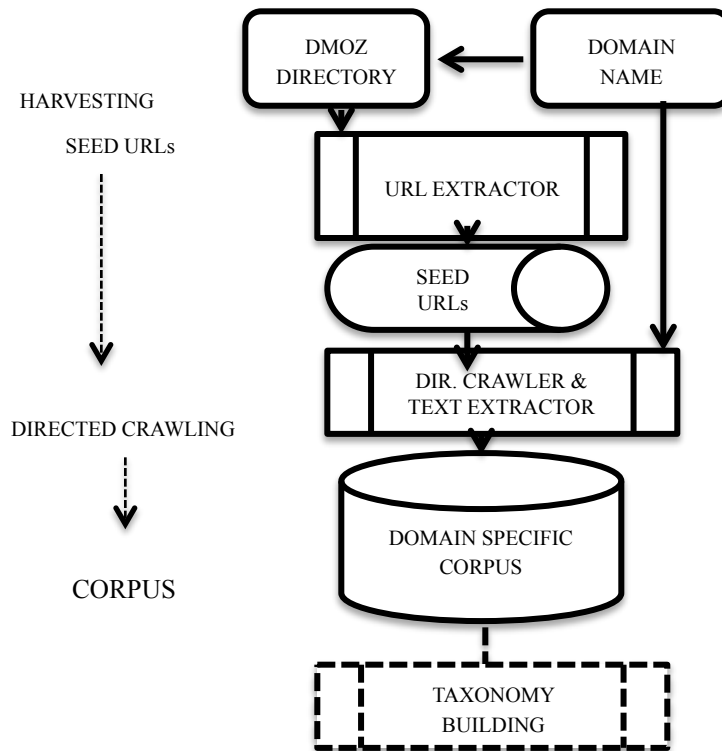 DMOZ
DIRECTORY
DOMAIN
NAME
HARVESTING
SEED URLs
URL EXTRACTOR
SEED
URLs
DIR. CRAWLER &
TEXT EXTRACTOR
DIRECTED CRAWLING
DOMAIN SPECIFIC
CORPUS
CORPUS
TAXONOMY
BUILDING